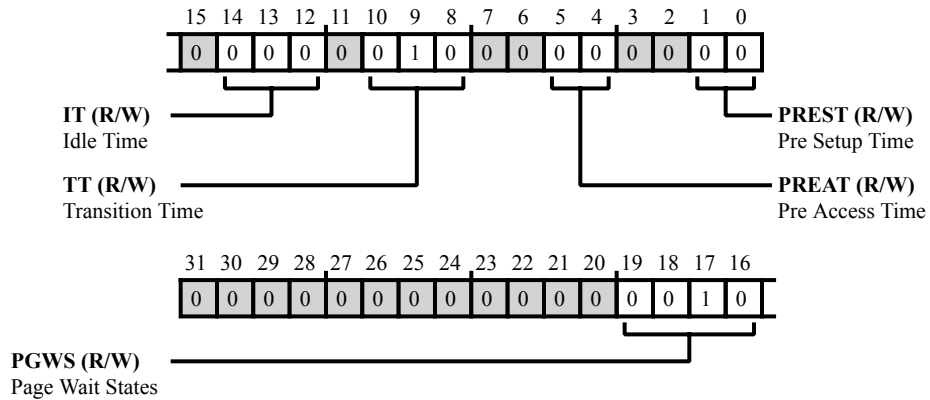 15 14 13 12 11 10 9 8 7 6 5 4 3 2 1 0
0 0 0 0 0 0 1 0 0 0 0 0 0 0 0 0
IT (R/W)
Idle Time
PREST (R/W)
Pre Setup Time
TT (R/W)
Transition Time
PREAT (R/W)
Pre Access Time
31 30 29 28 27 26 25 24 23 22 21 20 19 18 17 16
0 0 0 0 0 0 0 0 0 0 0 0 0 0 1 0
PGWS (R/W)
Page Wait States